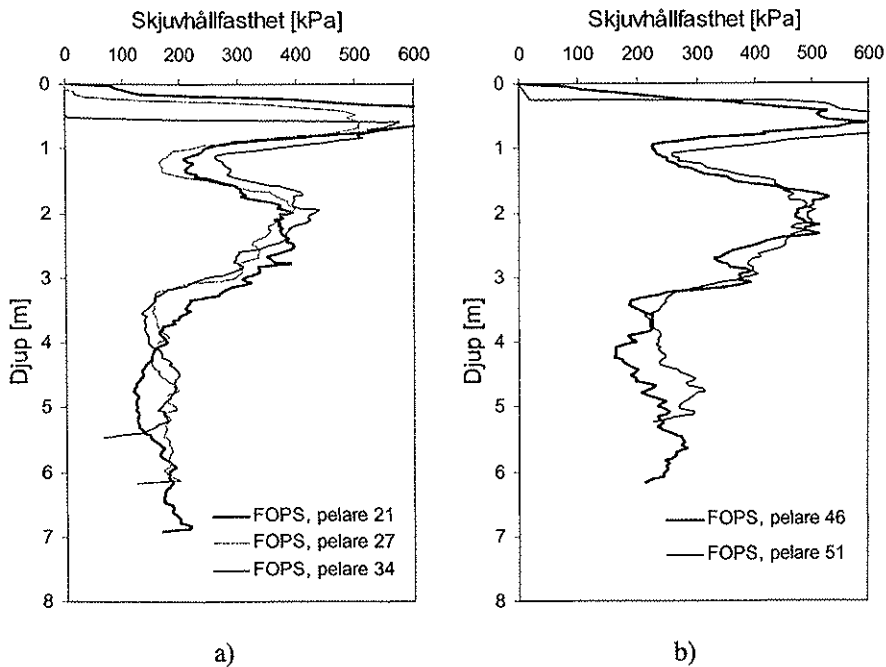 Skjuvhållfasthet [kPa]
0 100 200 300 400 500 600
0
1
2
3
4
5
6
7
8
Djup [m]
FOPS, pelare 21
FOPS, pelare 27
FOPS, pelare 34
a)
Skjuvhållfasthet [kPa]
0 100 200 300 400 500 600
0
1
2
3
4
5
6
7
8
Djup [m]
FOPS, pelare 46
FOPS, pelare 51
b)